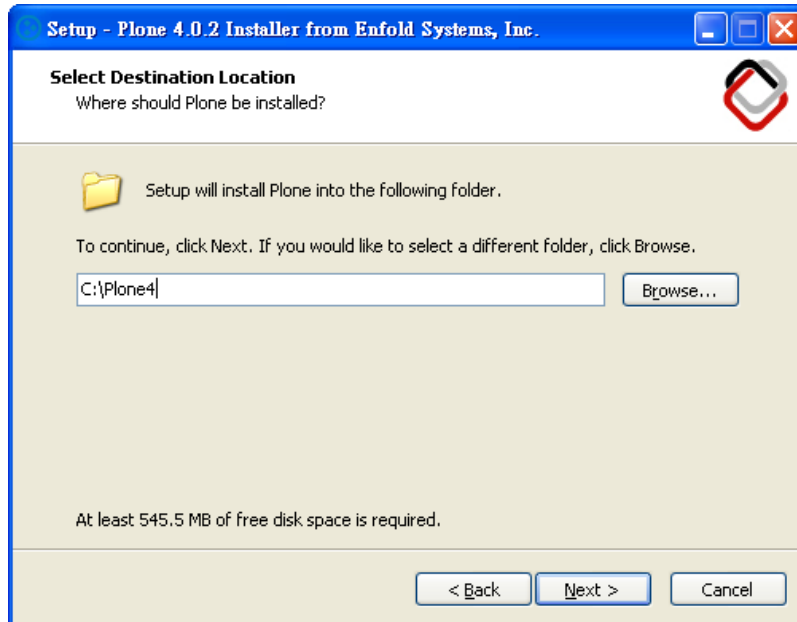 Setup - Plone 4.0.2 Installer from Enfold Systems, Inc.
Select Destination Location
Where should Plone be installed?
Setup will install Plone into the following folder.
To continue, click Next. If you would like to select a different folder, click Browse.
C:\Plone4
Browse...
At least 545.5 MB of free disk space is required.
< Back
Next >
Cancel